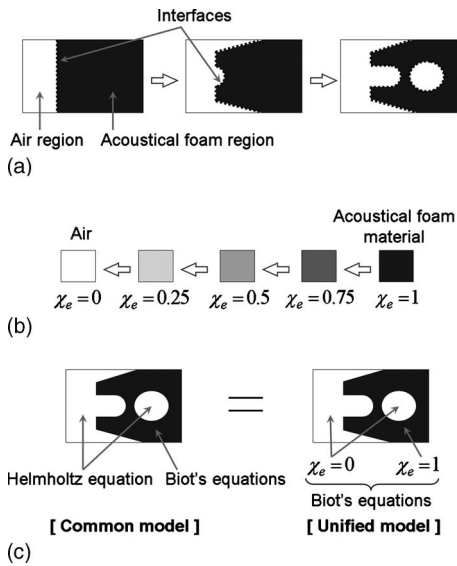 Interfaces
Air region
Acoustical foam region
(a)
Air
Acoustical foam
material
χe = 0
χe = 0.25
χe = 0.5
χe = 0.75
χe = 1
(b)
=
χe = 0
χe = 1
Helmholtz equation
Biot's equations
Biot's equations
[ Common model ]
[ Unified model ]
(c)